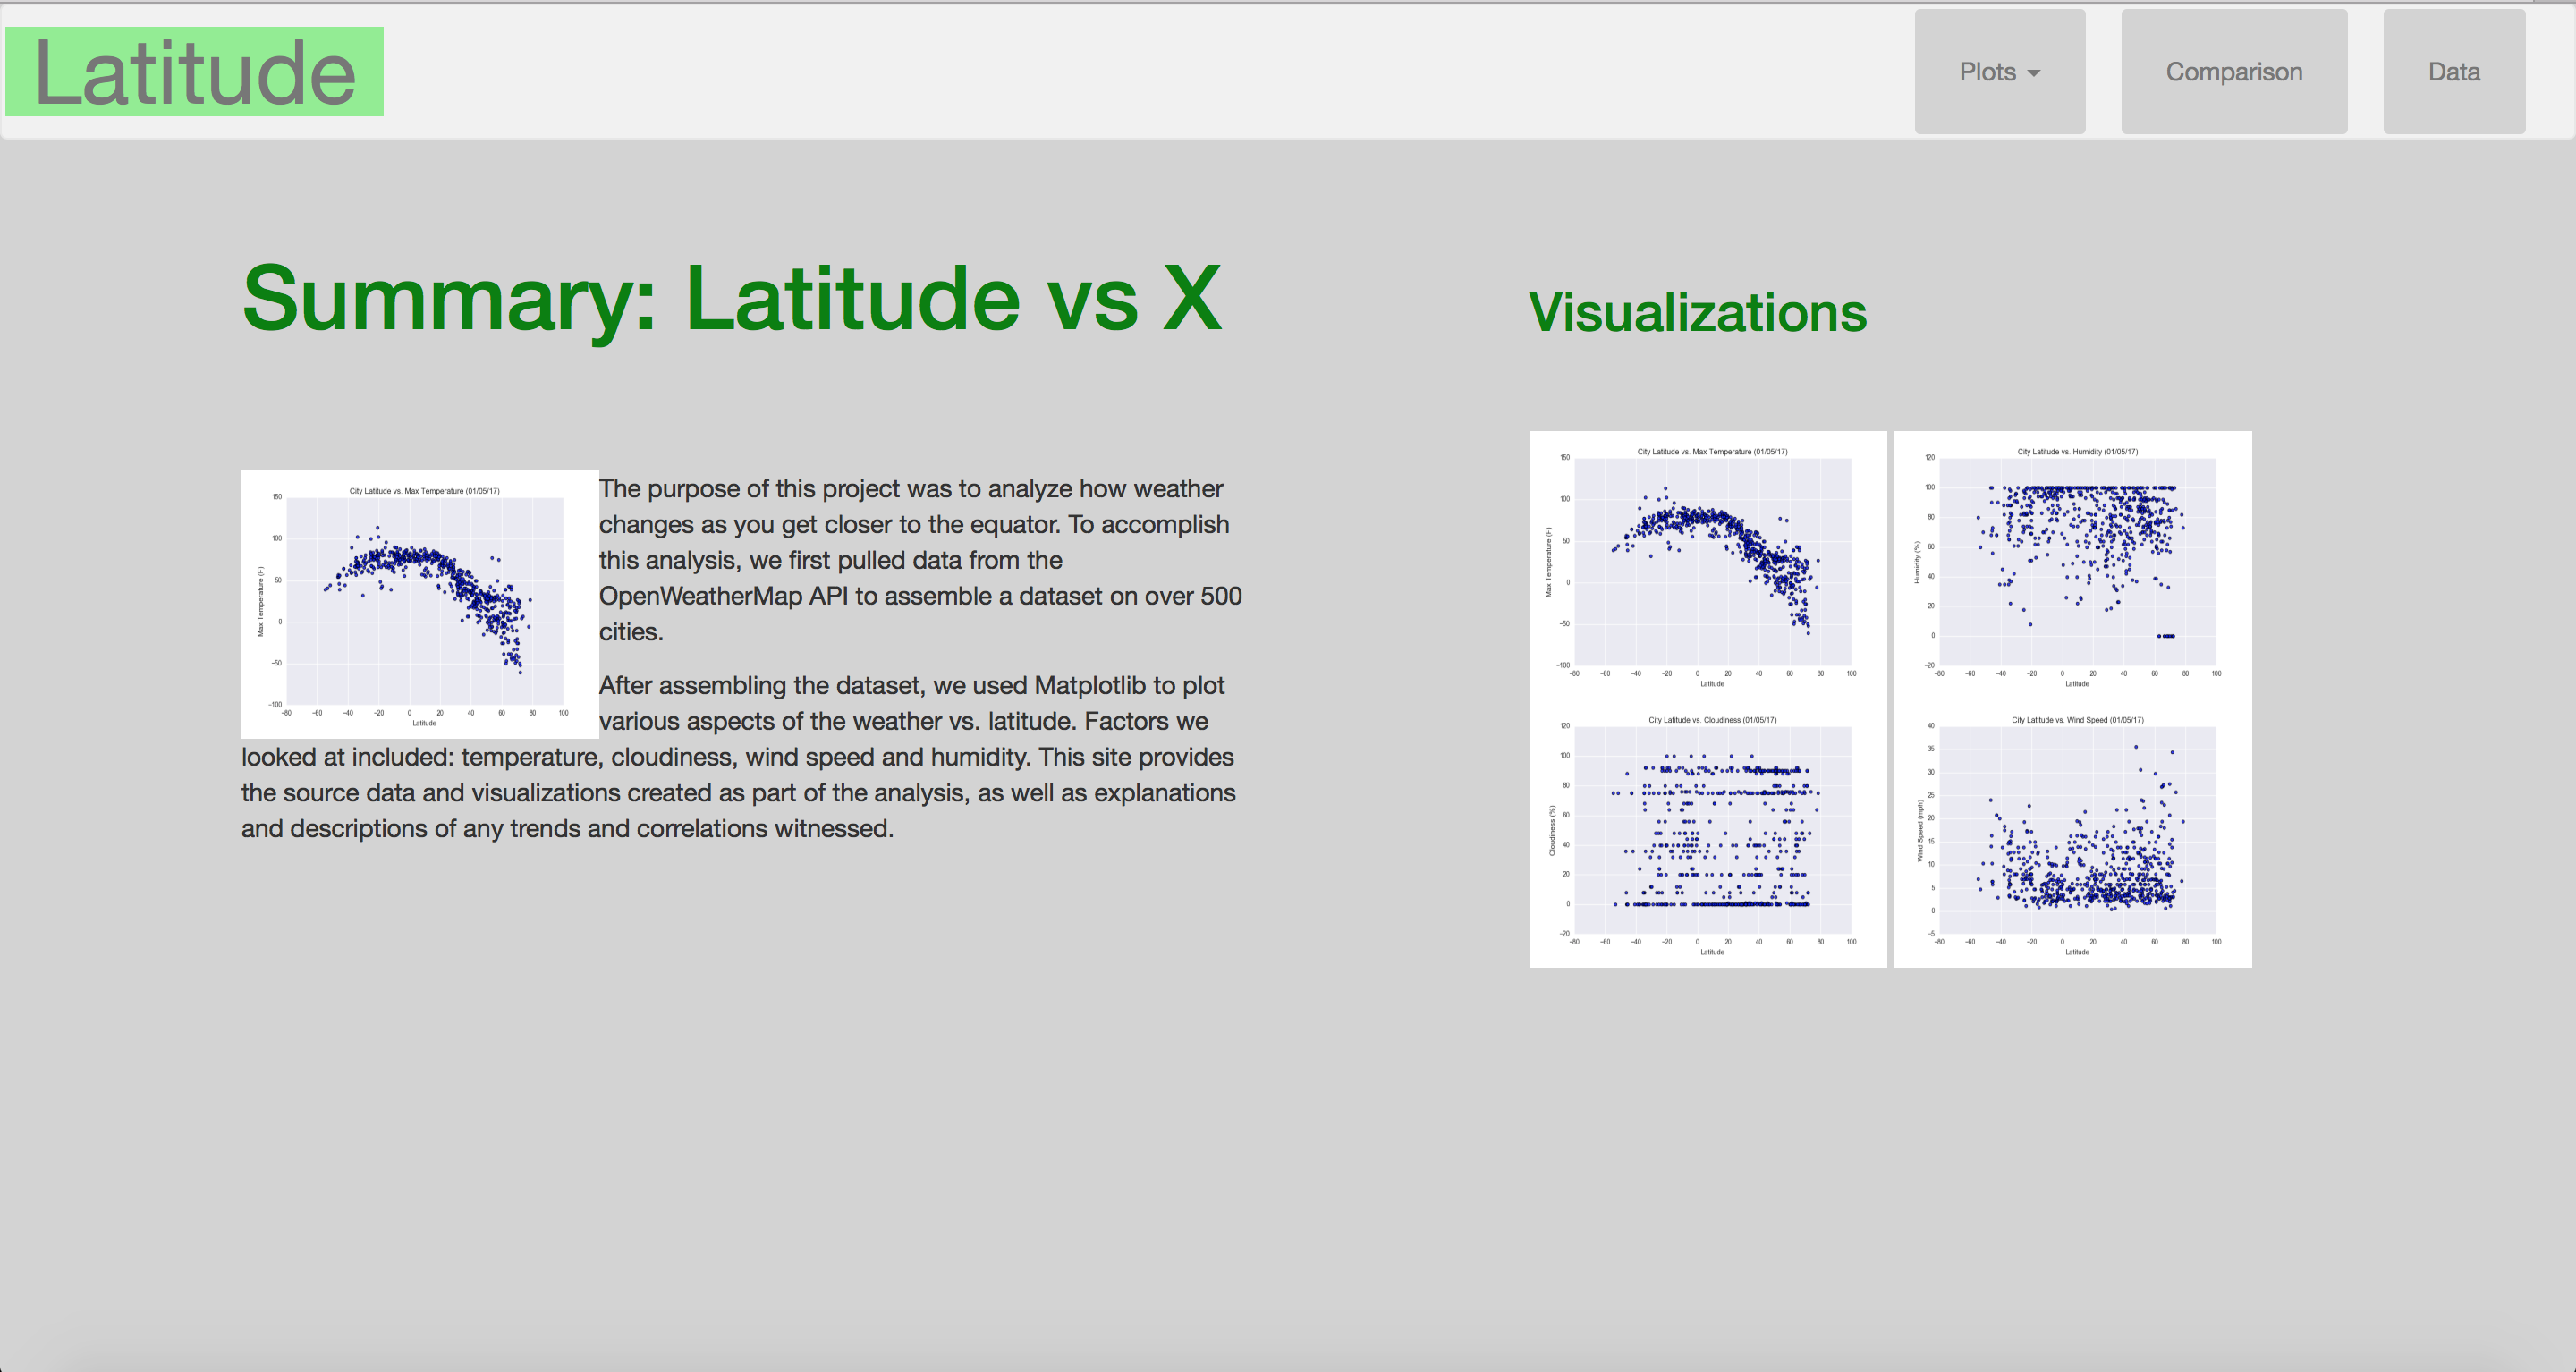 Latitude
Plots
Comparison
Data
Summary: Latitude vs X
Visualizations
City Latitude vs. Max Temperature (01/05/17)
150
100
50
0
−50
−100
Max Temperature (F)
−80 −60 −40 −20 0 20 40 60 80 100
Latitude
The purpose of this project was to analyze how weather
changes as you get closer to the equator. To accomplish
this analysis, we first pulled data from the
OpenWeatherMap API to assemble a dataset on over 500
cities.
After assembling the dataset, we used Matplotlib to plot
various aspects of the weather vs. latitude. Factors we
looked at included: temperature, cloudiness, wind speed and humidity. This site provides
the source data and visualizations created as part of the analysis, as well as explanations
and descriptions of any trends and correlations witnessed.
City Latitude vs. Max Temperature (01/05/17)
150
100
50
0
−50
−100
Max Temperature (F)
−80 −60 −40 −20 0 20 40 60 80 100
Latitude
City Latitude vs. Humidity (01/05/17)
120
100
80
60
40
20
0
−20
Humidity (%)
−80 −60 −40 −20 0 20 40 60 80 100
Latitude
City Latitude vs. Cloudiness (01/05/17)
120
100
80
60
40
20
0
−20
Cloudiness (%)
−80 −60 −40 −20 0 20 40 60 80 100
Latitude
City Latitude vs. Wind Speed (01/05/17)
40
35
30
25
20
15
10
5
0
−5
Wind Speed (mph)
−80 −60 −40 −20 0 20 40 60 80 100
Latitude